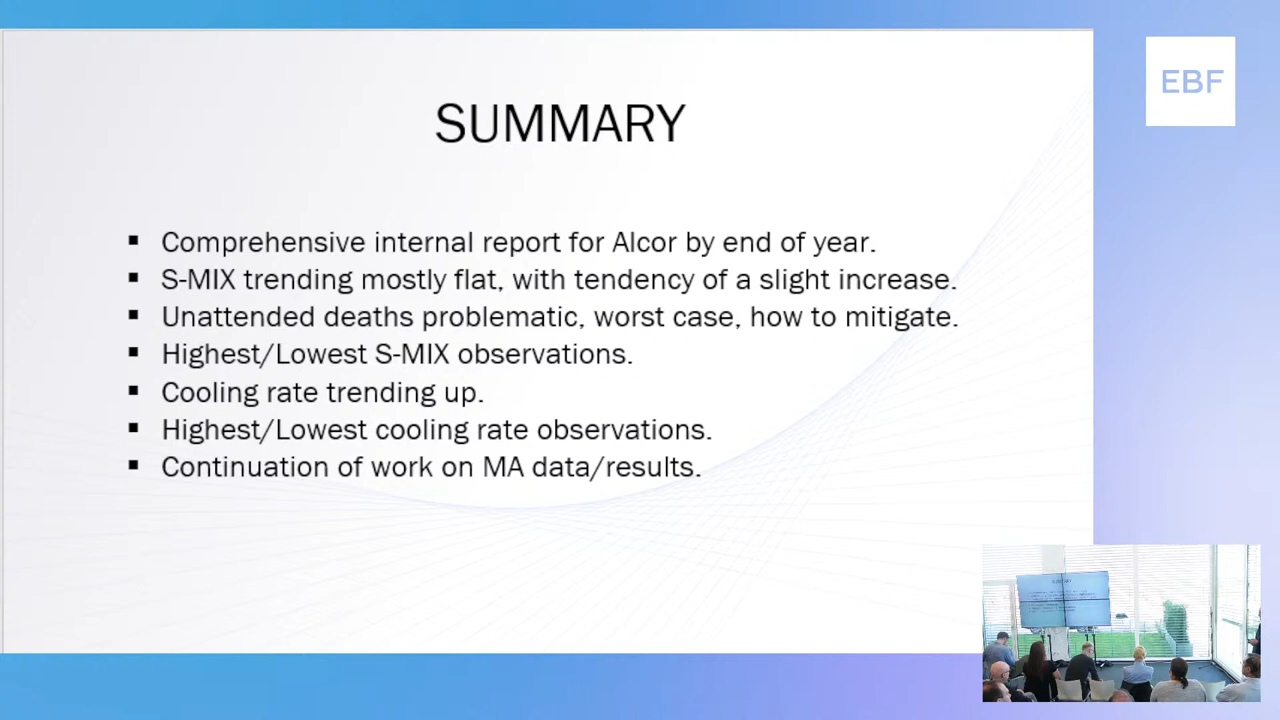 EBF
SUMMARY
▪ Comprehensive internal report for Alcor by end of year.
▪ S-MIX trending mostly flat, with tendency of a slight increase.
▪ Unattended deaths problematic, worst case, how to mitigate.
▪ Highest/Lowest S-MIX observations.
▪ Cooling rate trending up.
▪ Highest/Lowest cooling rate observations.
▪ Continuation of work on MA data/results.